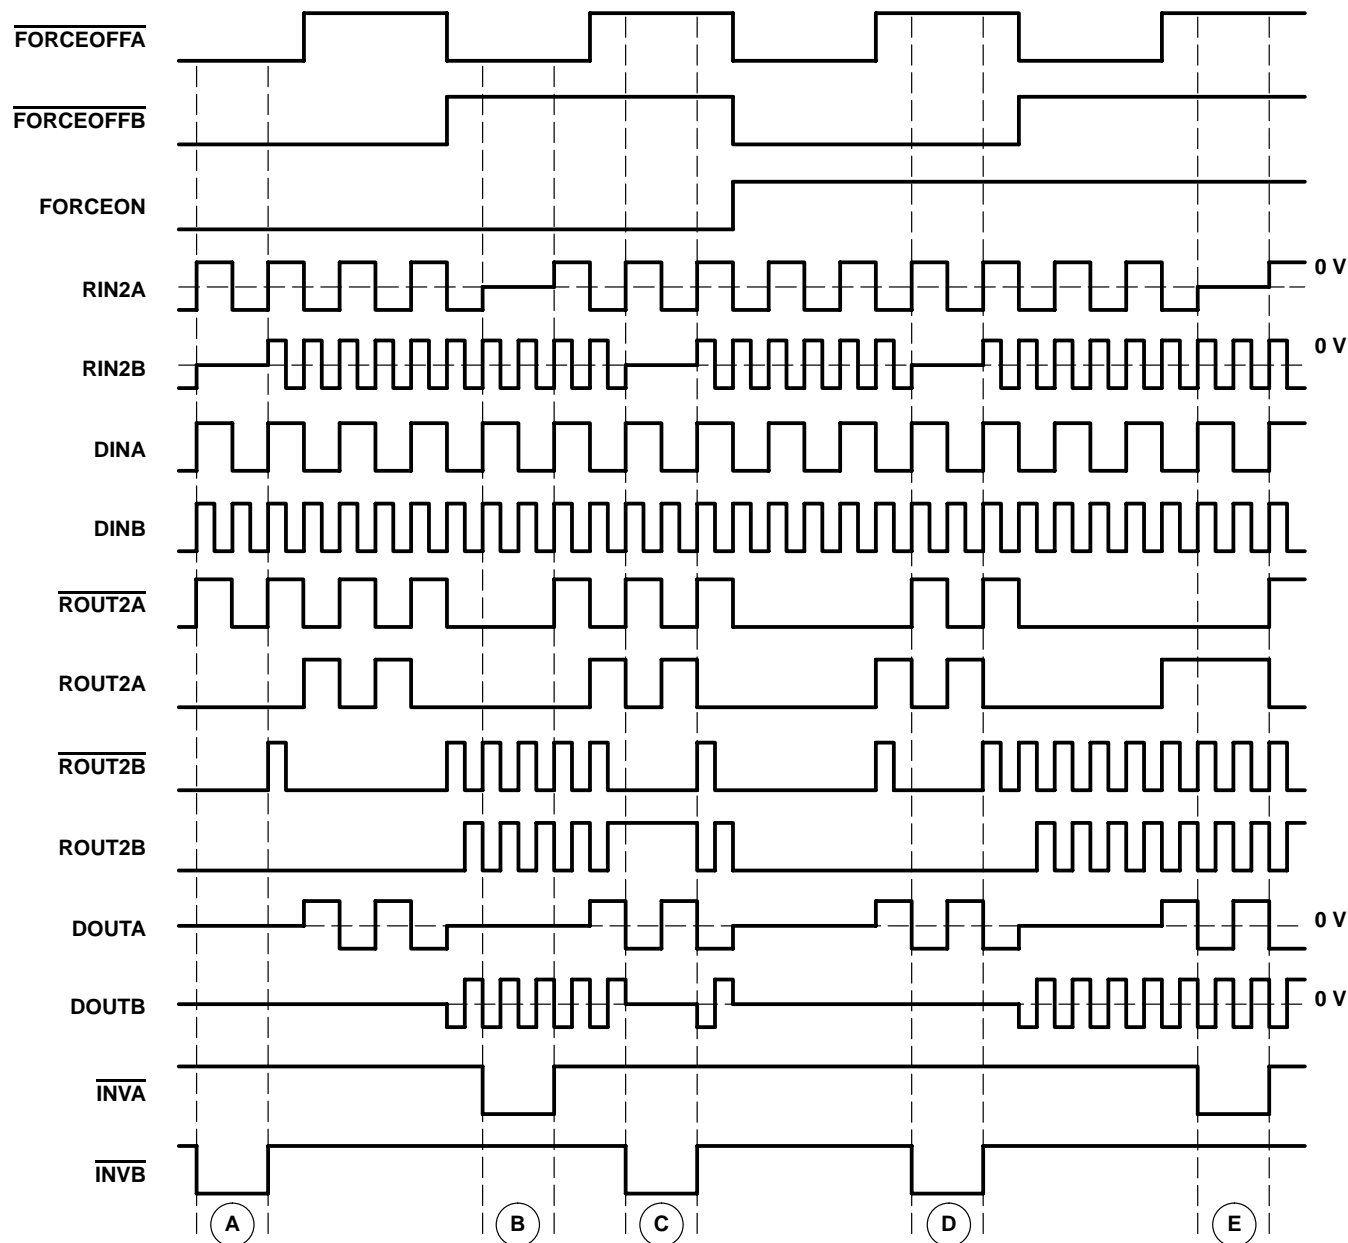 FORCEOFFA
FORCEOFFB
FORCEON
RIN2A
0 V
RIN2B
0 V
DINA
DINB
ROUT2A
ROUT2A
ROUT2B
ROUT2B
DOUTA
0 V
DOUTB
0 V
INVA
INVB
A B C D E